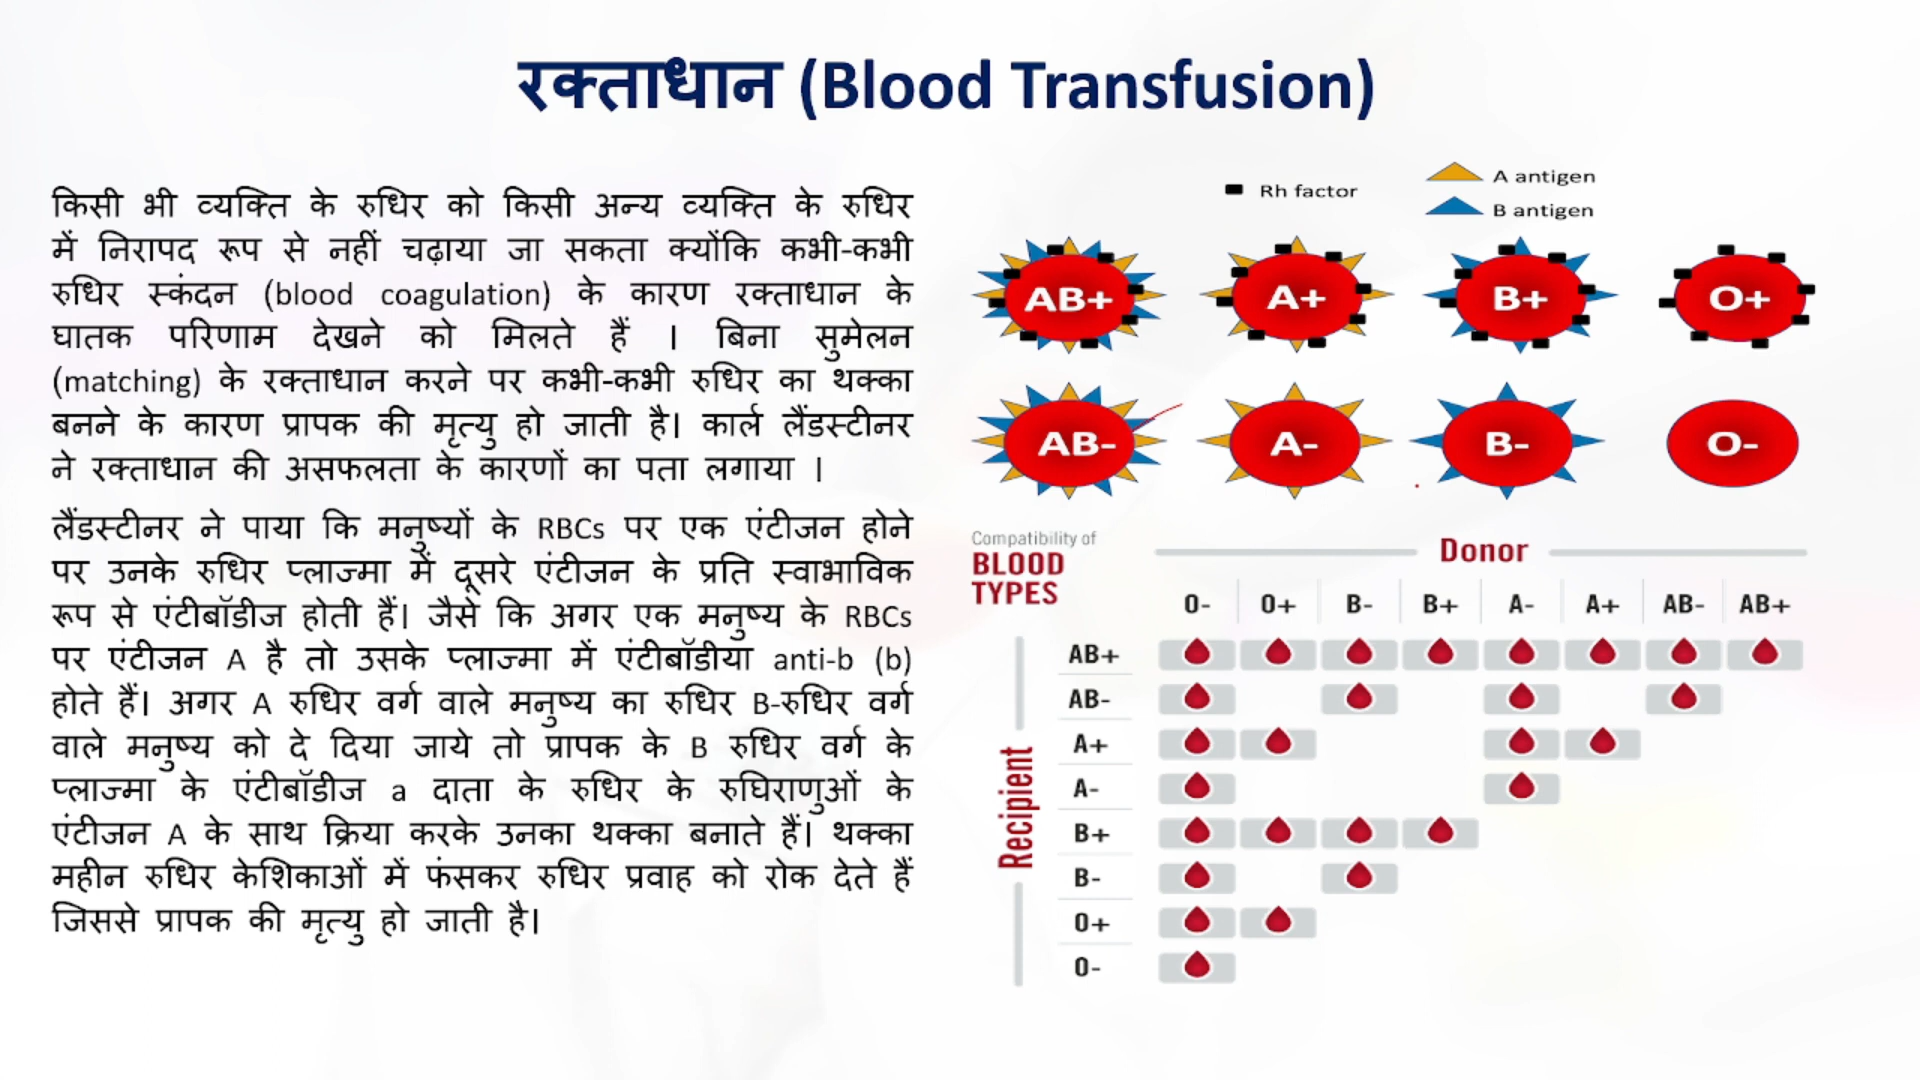 रक्ताधान (Blood Transfusion)
किसी भी व्यक्ति के रुधिर को किसी अन्य व्यक्ति के रुधिर
में निरापद रूप से नहीं चढ़ाया जा सकता क्योंकि कभी-कभी
रुधिर स्कंदन (blood coagulation) के कारण रक्ताधान के
घातक परिणाम देखने को मिलते हैं । बिना सुमेलन
(matching) के रक्ताधान करने पर कभी-कभी रुधिर का थक्का
बनने के कारण प्रापक की मृत्यु हो जाती है। कार्ल लैंडस्टीनर
ने रक्ताधान की असफलता के कारणों का पता लगाया ।
लैंडस्टीनर ने पाया कि मनुष्यों के RBCs पर एक एंटीजन होने
पर उनके रुधिर प्लाज्मा में दूसरे एंटीजन के प्रति स्वाभाविक
रूप से एंटीबॉडीज होती हैं। जैसे कि अगर एक मनुष्य के RBCs
पर एंटीजन A है तो उसके प्लाज्मा में एंटीबॉडीया anti-b (b)
होते हैं। अगर A रुधिर वर्ग वाले मनुष्य का रुधिर B-रुधिर वर्ग
वाले मनुष्य को दे दिया जाये तो प्रापक के B रुधिर वर्ग के
प्लाज्मा के एंटीबॉडीज a दाता के रुधिर के रुघिराणुओं के
एंटीजन A के साथ क्रिया करके उनका थक्का बनाते हैं। थक्का
महीन रुधिर केशिकाओं में फंसकर रुधिर प्रवाह को रोक देते हैं
जिससे प्रापक की मृत्यु हो जाती है।
Rh factor
A antigen
B antigen
AB+ A+ B+ O+
AB- A- B- O-
Compatibility of
BLOOD
TYPES
Donor
O- O+ B- B+ A- A+ AB- AB+
Recipient
AB+
AB-
A+
A-
B+
B-
O+
O-